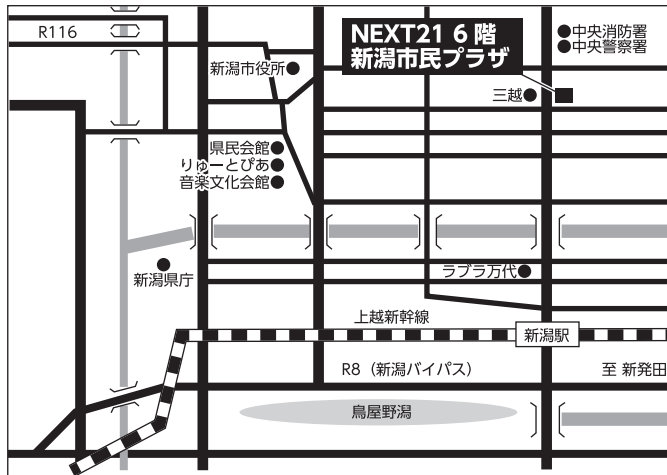 R116
NEXT21 6 階
新潟市民プラザ
中央消防署
中央警察署
新潟市役所
三越
県民会館
りゅーとぴあ
音楽文化会館
新潟県庁
ラブラ万代
上越新幹線
新潟駅
R8（新潟バイパス）
至 新発田
鳥屋野潟